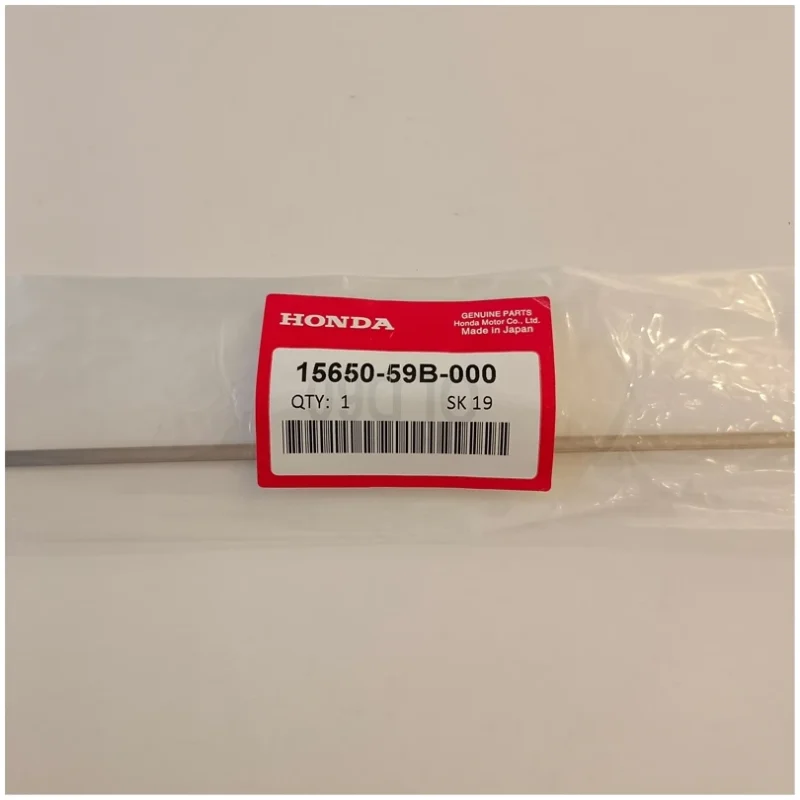 HONDA
GENUINE PARTS
Honda Motor Co., Ltd.
Made in Japan
15650-59B-000
QTY: 1 SK 19